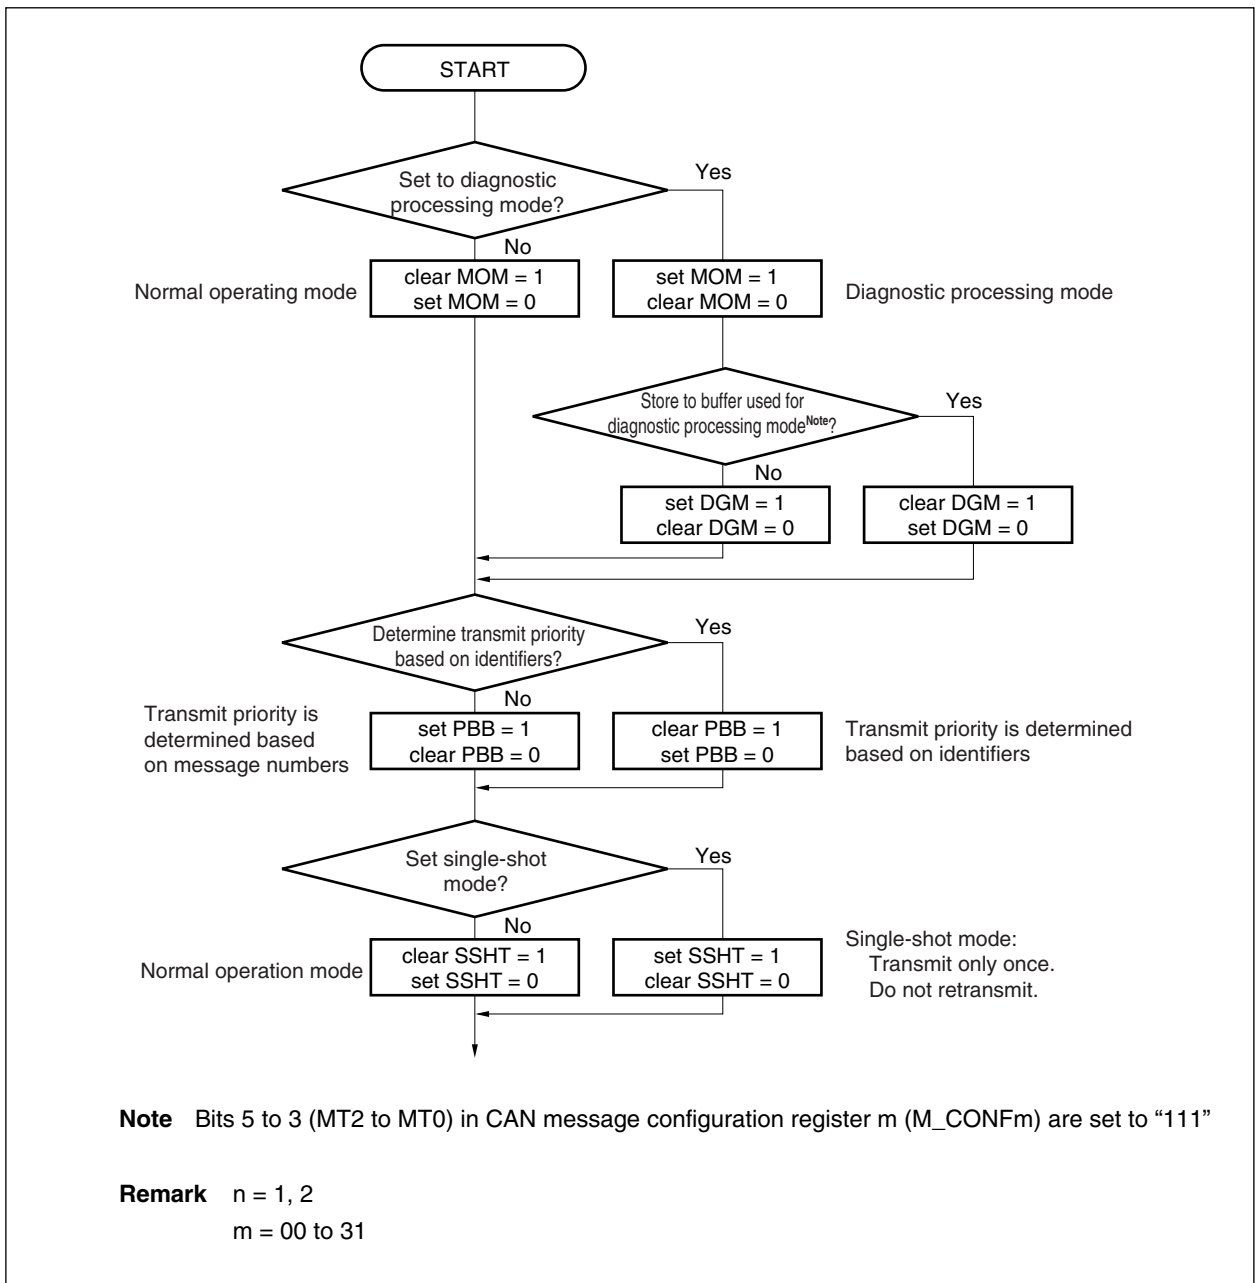 START
Set to diagnostic
processing mode?
Yes
No
Normal operating mode
clear MOM = 1
set MOM = 0
set MOM = 1
clear MOM = 0
Diagnostic processing mode
Store to buffer used for
diagnostic processing modeNote?
Yes
No
set DGM = 1
clear DGM = 0
clear DGM = 1
set DGM = 0
Determine transmit priority
based on identifiers?
Yes
No
Transmit priority is
determined based
on message numbers
set PBB = 1
clear PBB = 0
clear PBB = 1
set PBB = 0
Transmit priority is determined
based on identifiers
Set single-shot
mode?
Yes
No
Normal operation mode
clear SSHT = 1
set SSHT = 0
set SSHT = 1
clear SSHT = 0
Single-shot mode:
Transmit only once.
Do not retransmit.
Note Bits 5 to 3 (MT2 to MT0) in CAN message configuration register m (M_CONFm) are set to “111”
Remark n = 1, 2
m = 00 to 31